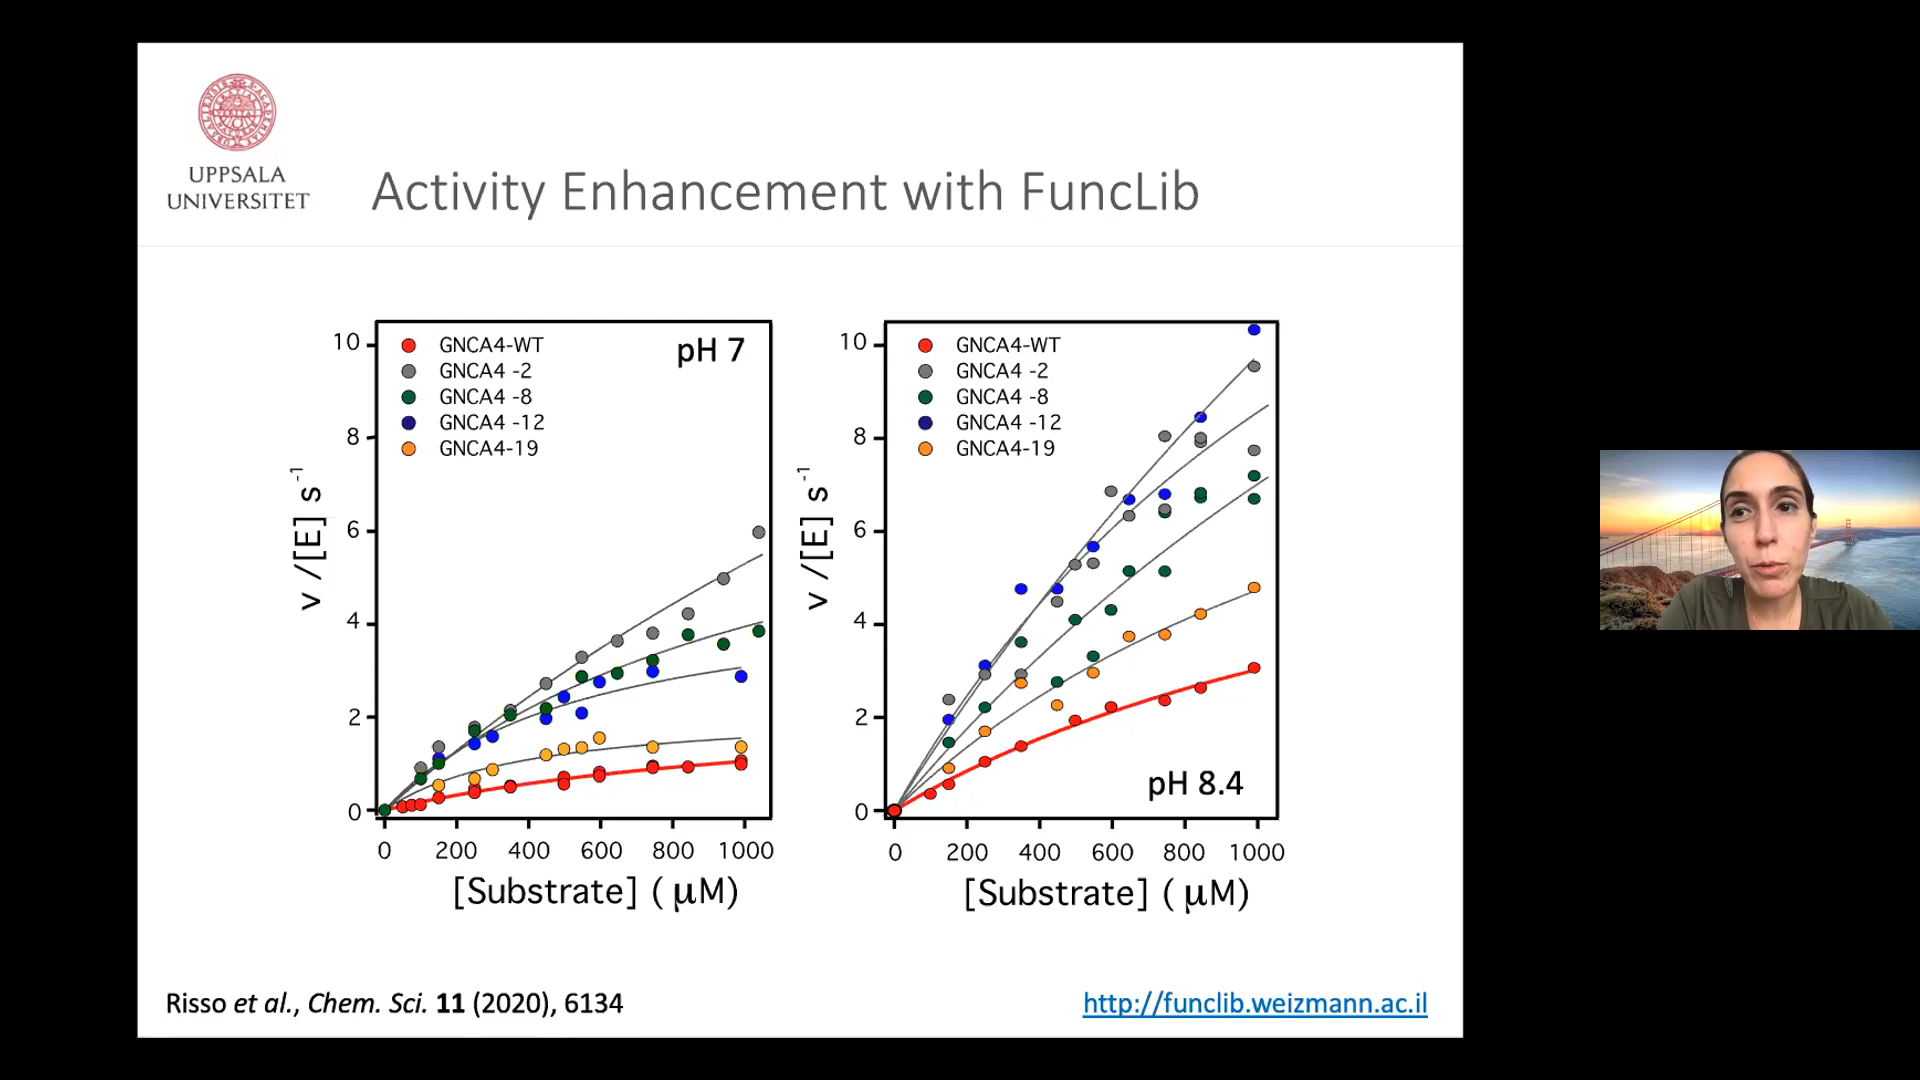 UPPSALA
UNIVERSITET
Activity Enhancement with FuncLib
GNCA4-WT
GNCA4 -2
GNCA4 -8
GNCA4 -12
GNCA4-19
pH 7
10
8
6
4
2
0
v /[E] s⁻¹
0 200 400 600 800 1000
[Substrate] ( μM)
GNCA4-WT
GNCA4 -2
GNCA4 -8
GNCA4 -12
GNCA4-19
pH 8.4
10
8
6
4
2
0
v /[E] s⁻¹
0 200 400 600 800 1000
[Substrate] ( μM)
Risso et al., Chem. Sci. 11 (2020), 6134
http://funclib.weizmann.ac.il